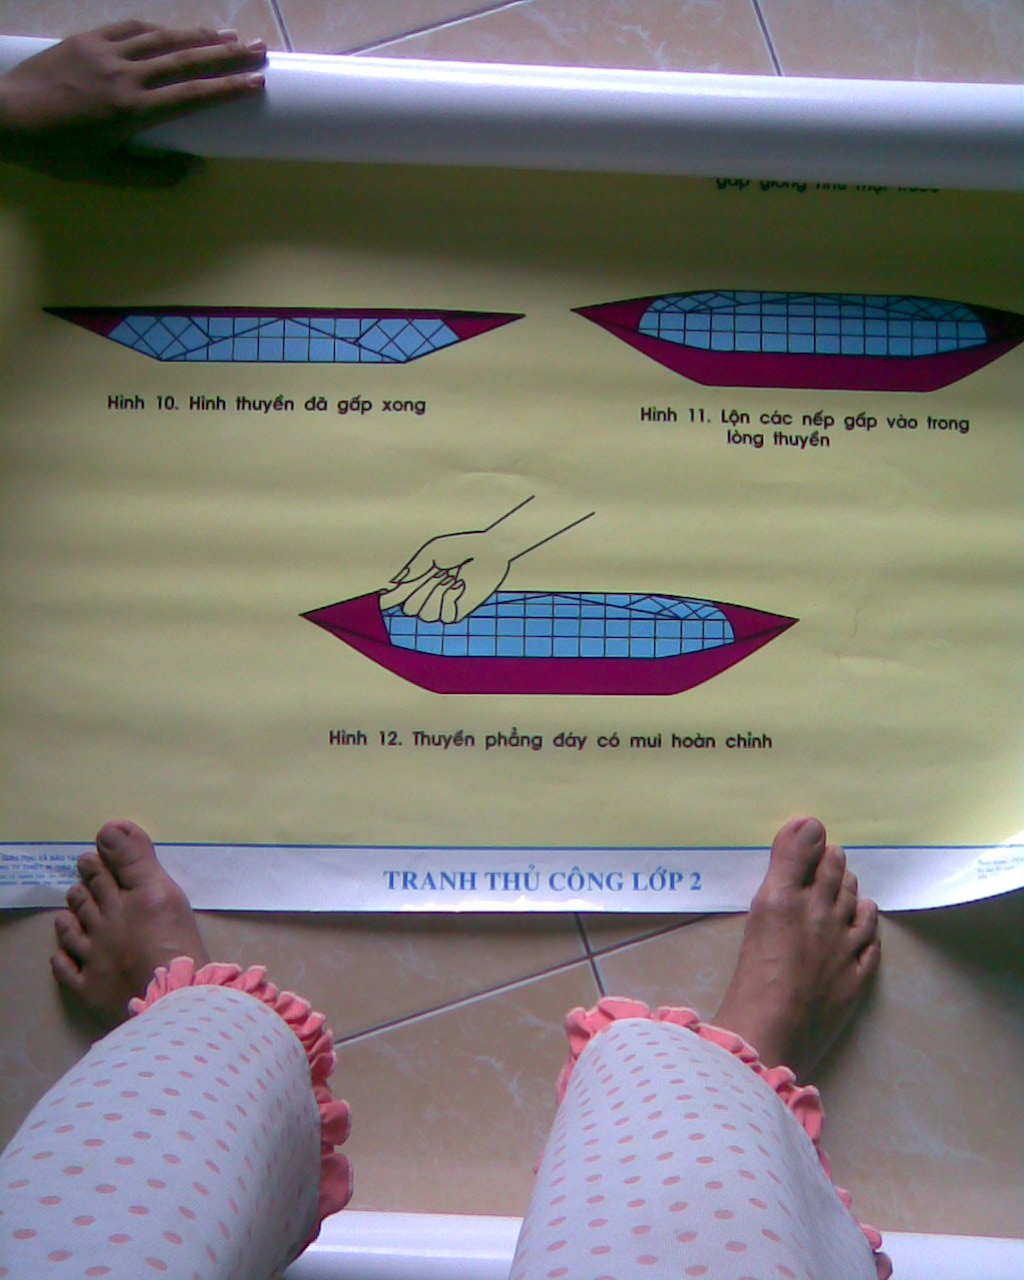 Hình 10. Hình thuyền đã gấp xong
Hình 11. Lộn các nếp gấp vào trong
lòng thuyền
Hình 12. Thuyền phẳng đáy có mui hoàn chỉnh
TRANH THỦ CÔNG LỚP 2